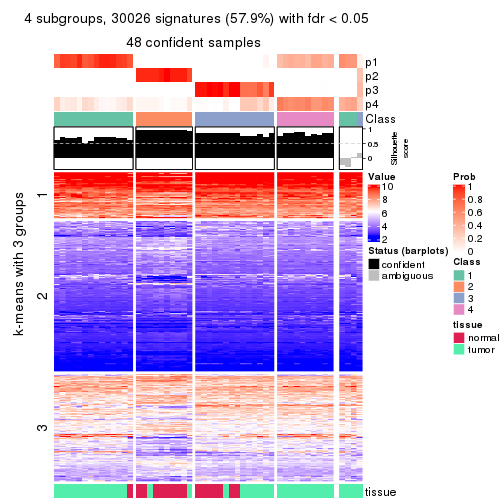 4 subgroups, 30026 signatures (57.9%) with fdr < 0.05
48 confident samples
p1
p2
p3
p4
Class
1
0.5
0
Silhouette
score
k-means with 3 groups
1
2
3
tissue
Value
10
8
6
4
2
Status (barplots)
confident
ambiguous
Prob
1
0.8
0.6
0.4
0.2
0
Class
1
2
3
4
tissue
normal
tumor